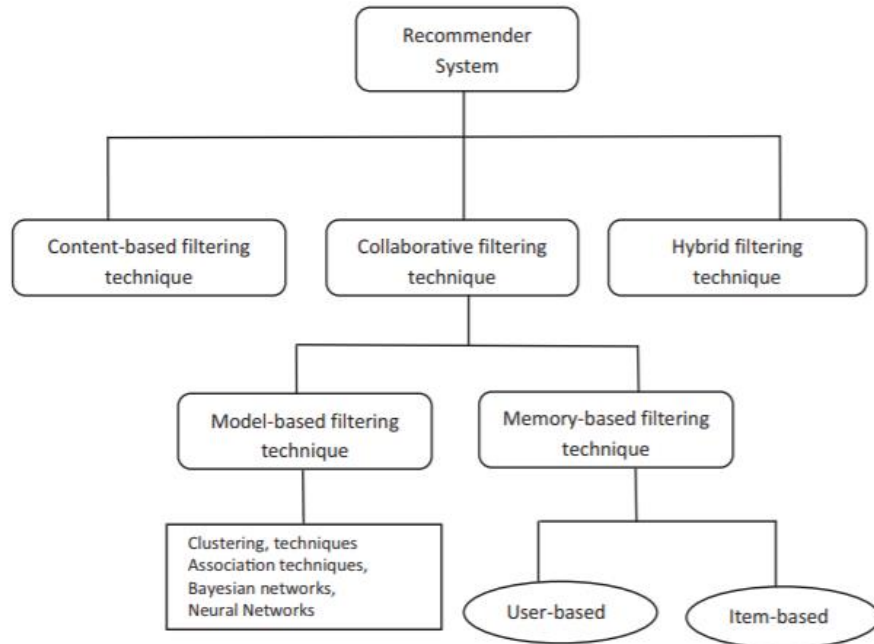 Recommender
System
Content-based filtering
technique
Collaborative filtering
technique
Hybrid filtering
technique
Model-based filtering
technique
Memory-based filtering
technique
Clustering, techniques
Association techniques,
Bayesian networks,
Neural Networks
User-based
Item-based